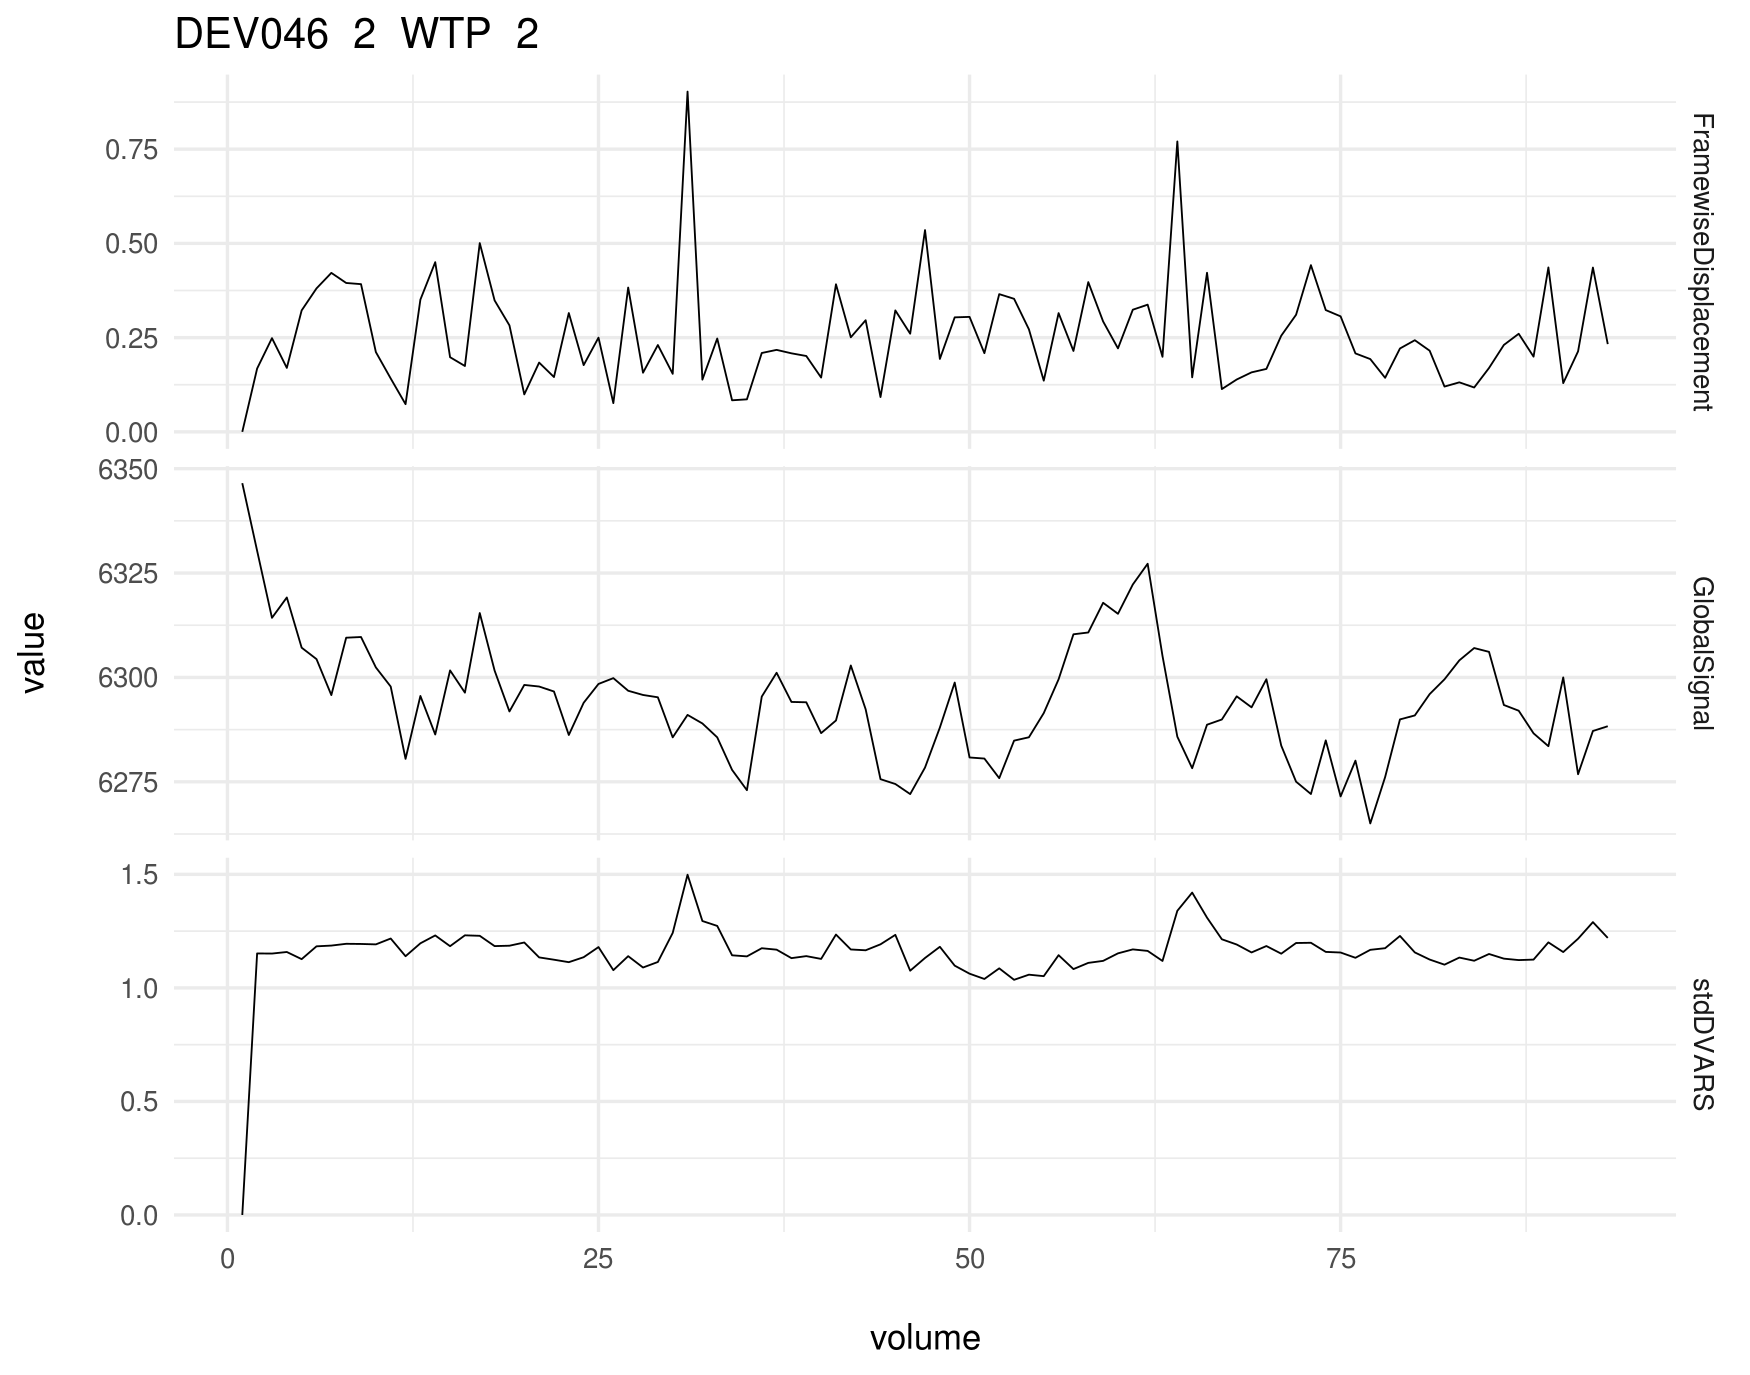 DEV046  2  WTP  2
0.75
0.50
0.25
0.00
FramewiseDisplacement
6350
6325
6300
6275
GlobalSignal
value
1.5
1.0
0.5
0.0
stdDVARS
0 25 50 75
volume